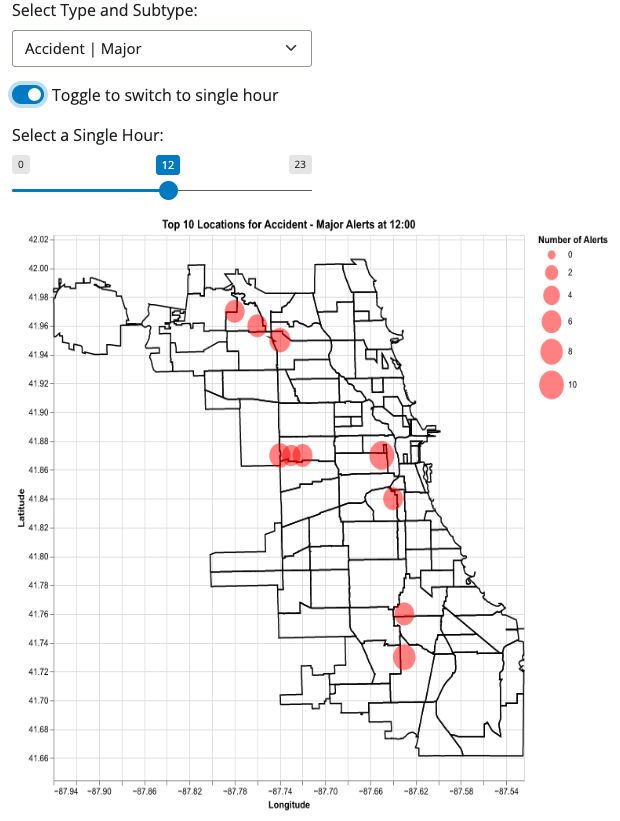 Select Type and Subtype:
Accident | Major
Toggle to switch to single hour
Select a Single Hour:
0 12 23
Top 10 Locations for Accident - Major Alerts at 12:00
Number of Alerts
0
2
4
6
8
10
42.02
42.00
41.98
41.96
41.94
41.92
41.90
41.88
41.86
41.84
41.82
41.80
41.78
41.76
41.74
41.72
41.70
41.68
41.66
Latitude
−87.94 −87.90 −87.86 −87.82 −87.78 −87.74 −87.70 −87.66 −87.62 −87.58 −87.54
Longitude